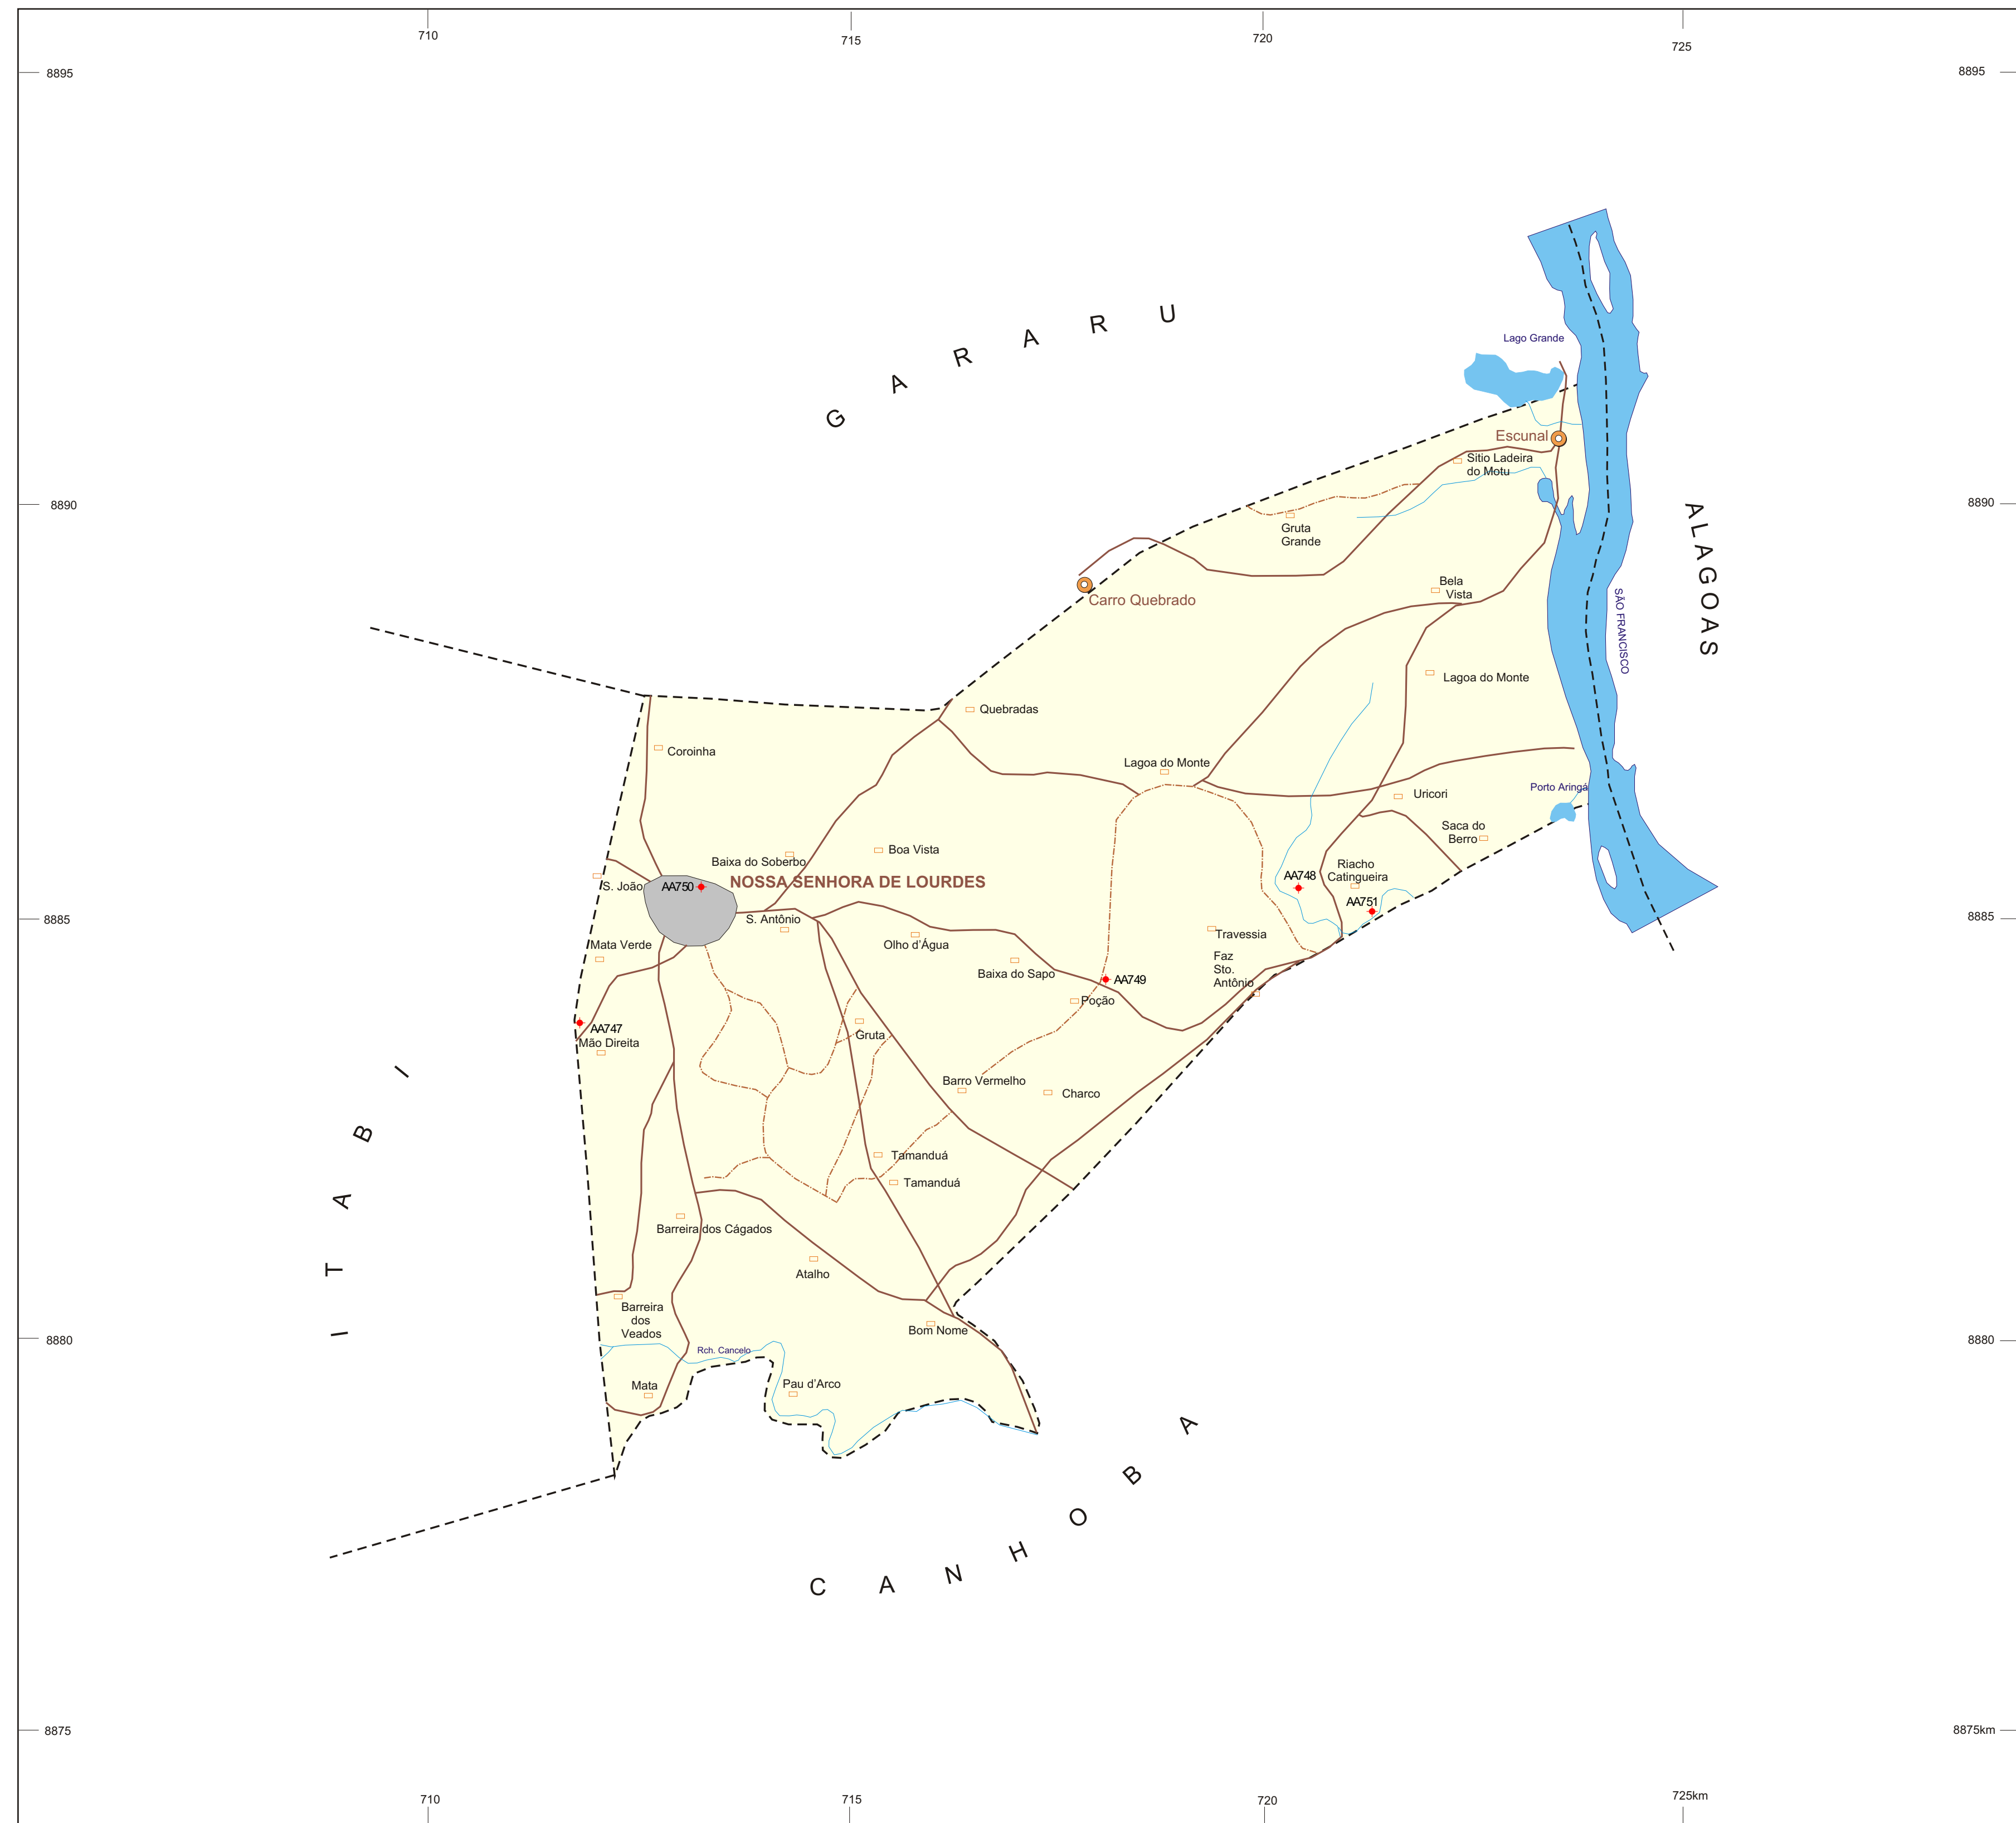 710
715
720
725
8895
8895
GARARU
Lago Grande
Escunal
Sitio Ladeira
do Motu
8890
8890
ALAGOAS
Gruta
Grande
Bela
Vista
Carro Quebrado
SÃO FRANCISCO
Lagoa do Monte
Quebradas
Coroinha
Lagoa do Monte
Porto Aringá
Uricori
Saca do
Berro
Boa Vista
Baixa do Soberbo
Riacho
Catingueira
NOSSA SENHORA DE LOURDES
S. João
AA750
AA748
AA751
8885
8885
S. Antônio
Mata Verde
Olho d'Água
Travessia
Baixa do Sapo
Faz
Sto.
Antônio
AA749
Poção
AA747
Mão Direita
Gruta
ITABI
Barro Vermelho
Charco
Tamanduá
Tamanduá
Barreira dos Cágados
Atalho
Barreira
dos
Veados
Bom Nome
8880
8880
Rch. Cancelo
Mata
Pau d'Arco
CANHOBA
8875
8875km
710
715
720
725km